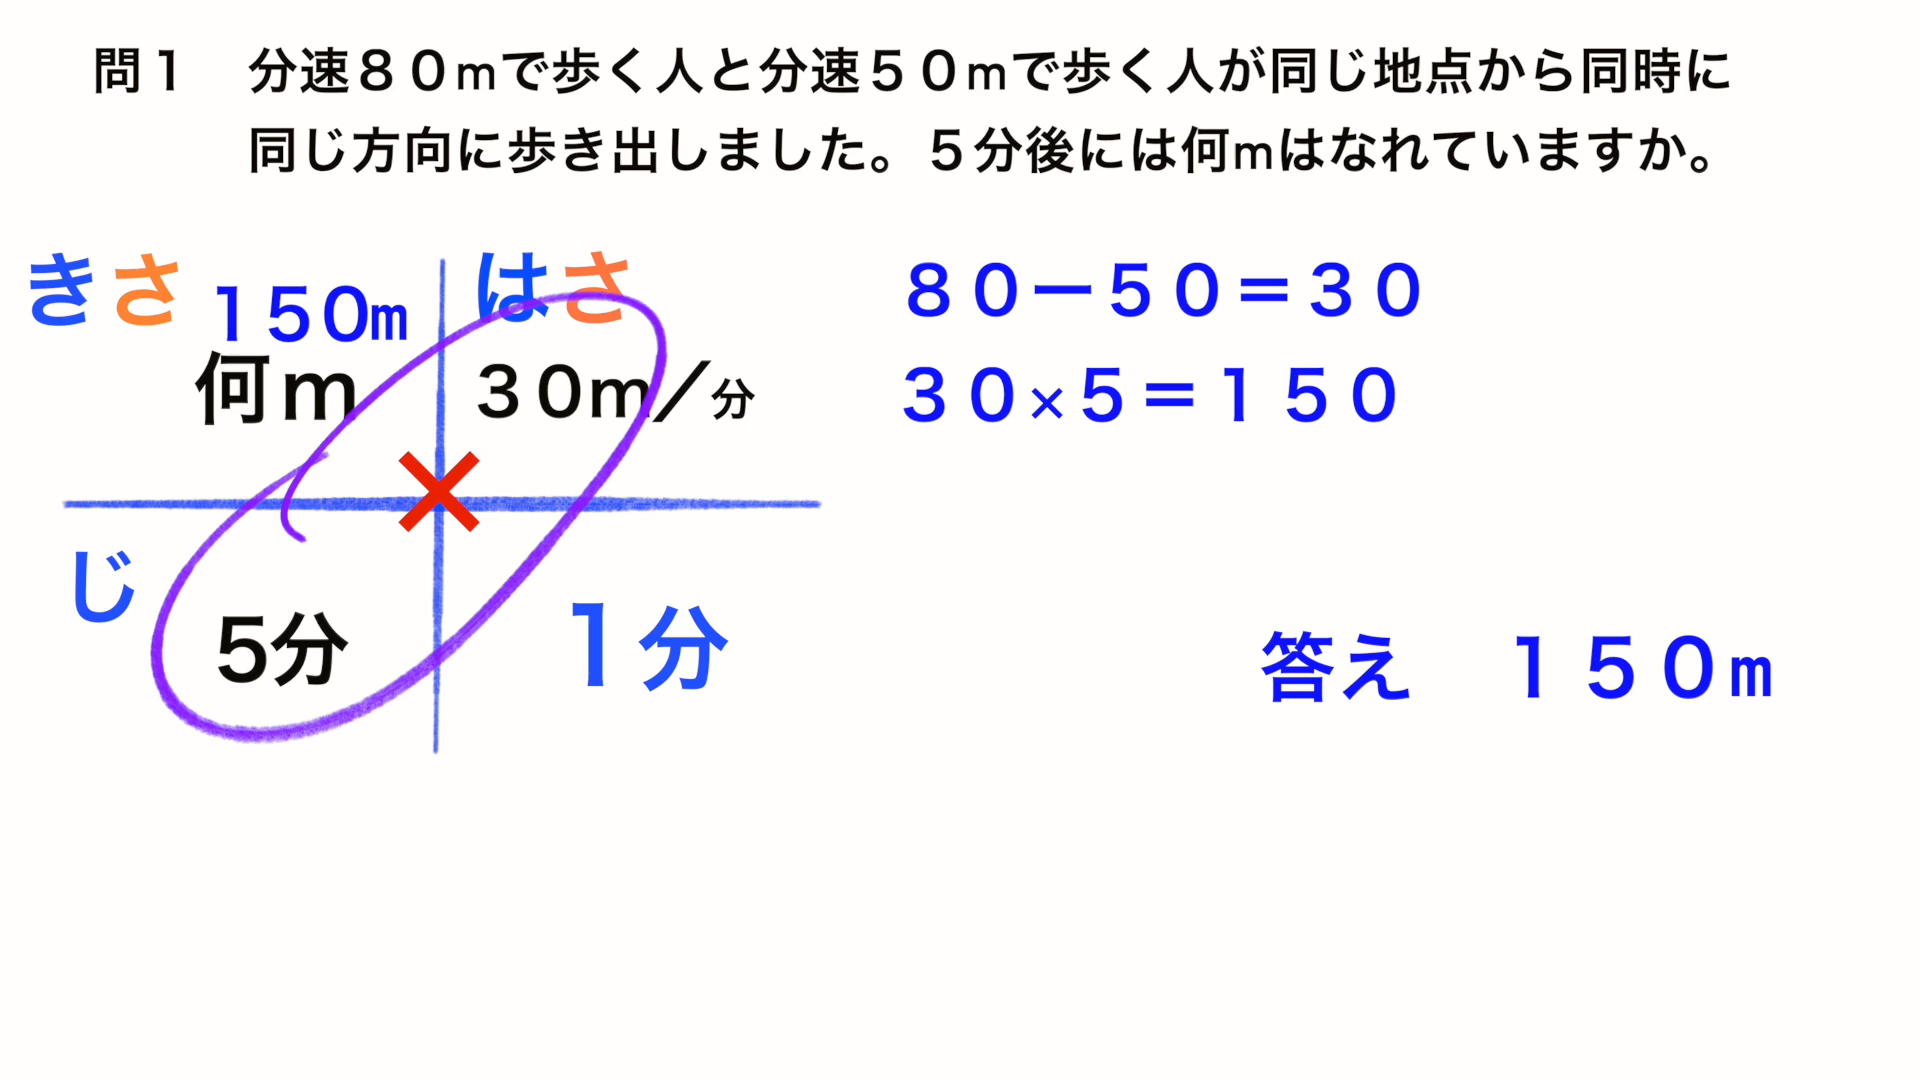 問１　分速８０ｍで歩く人と分速５０ｍで歩く人が同じ地点から同時に
同じ方向に歩き出しました。５分後には何ｍはなれていますか。
きさ
１５０ｍ
何ｍ
はさ
３０ｍ／分
×
じ
5分
1分
８０－５０＝３０
３０×５＝１５０
答え　１５０ｍ